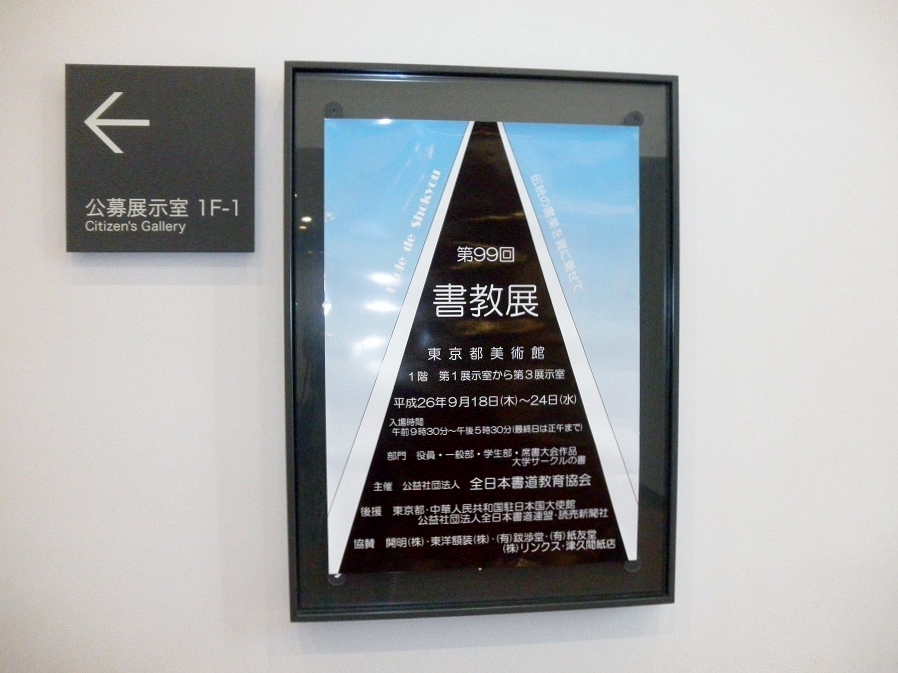 公募展示室 1F-1
Citizen's Gallery
de Shokyou
伝統の書美を翼に乗せて
第99回
書教展
東京都美術館
1階 第1展示室から第3展示室
平成26年9月18日(木)～24日(水)
入場時間
午前9時30分～午後5時30分(最終日は正午まで)
部門 役員・一般部・学生部・席書大会作品
大学サークルの書
主催 公益社団法人 全日本書道教育協会
後援 東京都・中華人民共和国駐日本国大使館
公益社団法人全日本書道連盟・読売新聞社
協賛 開明(株)・東洋額装(株)・(有)跋渉堂・(有)紙友堂
(株)リンクス・津久間紙店